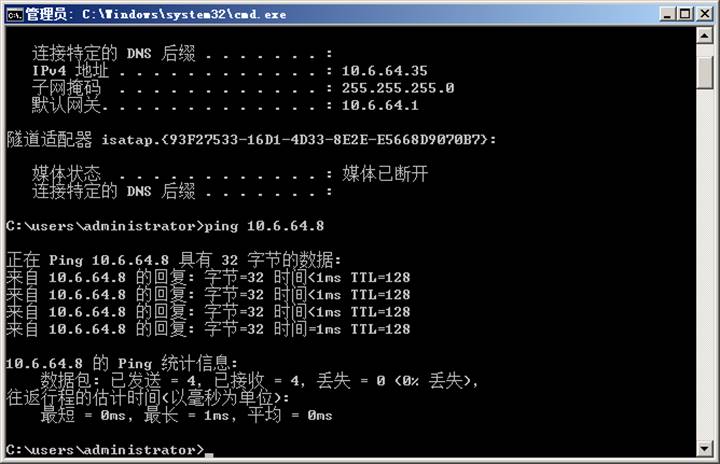 管理员: C:\Windows\system32\cmd.exe
连接特定的 DNS 后缀 . . . . . . . :
IPv4 地址 . . . . . . . . . . . . : 10.6.64.35
子网掩码 . . . . . . . . . . . . : 255.255.255.0
默认网关. . . . . . . . . . . . . : 10.6.64.1
隧道适配器 isatap.{93F27533-16D1-4D33-8E2E-E5668D9070B7}:
媒体状态 . . . . . . . . . . . . : 媒体已断开
连接特定的 DNS 后缀 . . . . . . . :
C:\users\administrator>ping 10.6.64.8
正在 Ping 10.6.64.8 具有 32 字节的数据:
来自 10.6.64.8 的回复: 字节=32 时间<1ms TTL=128
来自 10.6.64.8 的回复: 字节=32 时间<1ms TTL=128
来自 10.6.64.8 的回复: 字节=32 时间<1ms TTL=128
来自 10.6.64.8 的回复: 字节=32 时间=1ms TTL=128
10.6.64.8 的 Ping 统计信息:
数据包: 已发送 = 4, 已接收 = 4, 丢失 = 0 (0% 丢失),
往返行程的估计时间(以毫秒为单位):
最短 = 0ms, 最长 = 1ms, 平均 = 0ms
C:\users\administrator>_